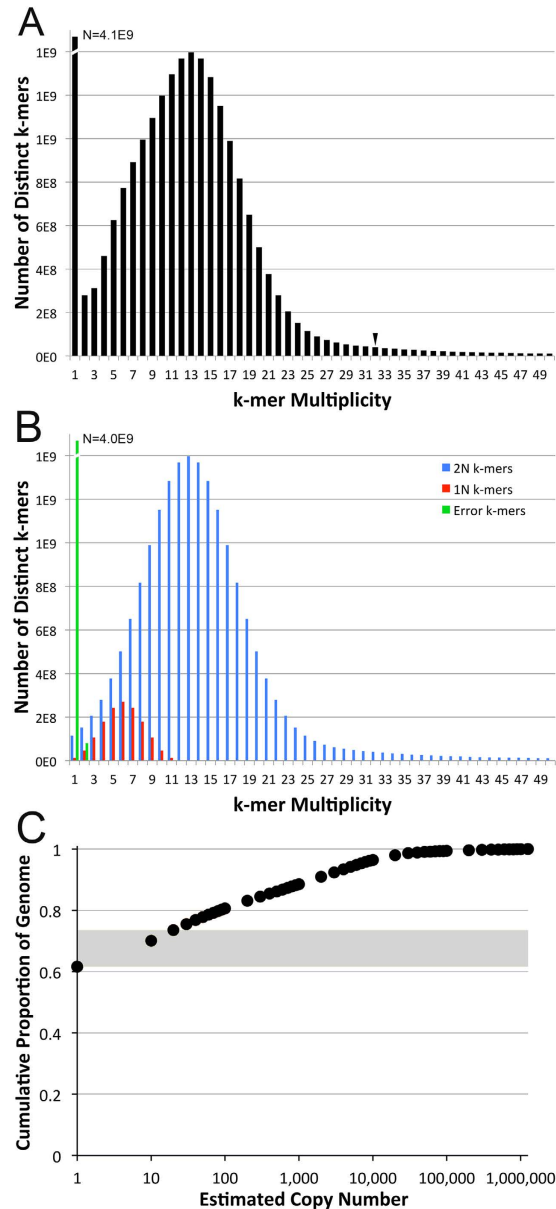 A
N=4.1E9
Number of Distinct k-mers
1E9
1E9
1E9
8E8
6E8
4E8
2E8
0E0
1 3 5 7 9 11 13 15 17 19 21 23 25 27 29 31 33 35 37 39 41 43 45 47 49
k-mer Multiplicity
B
N=4.0E9
Number of Distinct k-mers
1E9
1E9
1E9
8E8
6E8
4E8
2E8
0E0
2N k-mers
1N k-mers
Error k-mers
1 3 5 7 9 11 13 15 17 19 21 23 25 27 29 31 33 35 37 39 41 43 45 47 49
k-mer Multiplicity
C
Cumulative Proportion of Genome
1
0.8
0.6
0.4
0.2
0
1 10 100 1,000 10,000 100,000 1,000,000
Estimated Copy Number